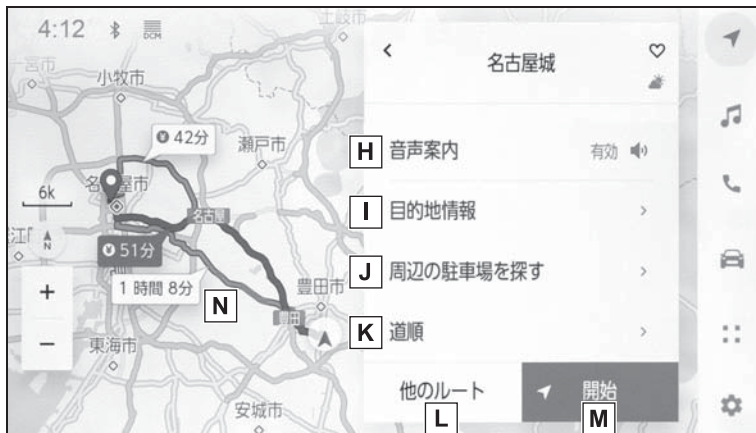 4:12
DCM
土岐市
小牧市
¥ 42分
瀬戸市
6k
N
名古屋
¥ 51分
1 時間 8分
N
豊田市
豊田
東海市
安城市
名古屋城
H 音声案内 有効
I 目的地情報
J 周辺の駐車場を探す
K 道順
他のルート 開始
L M